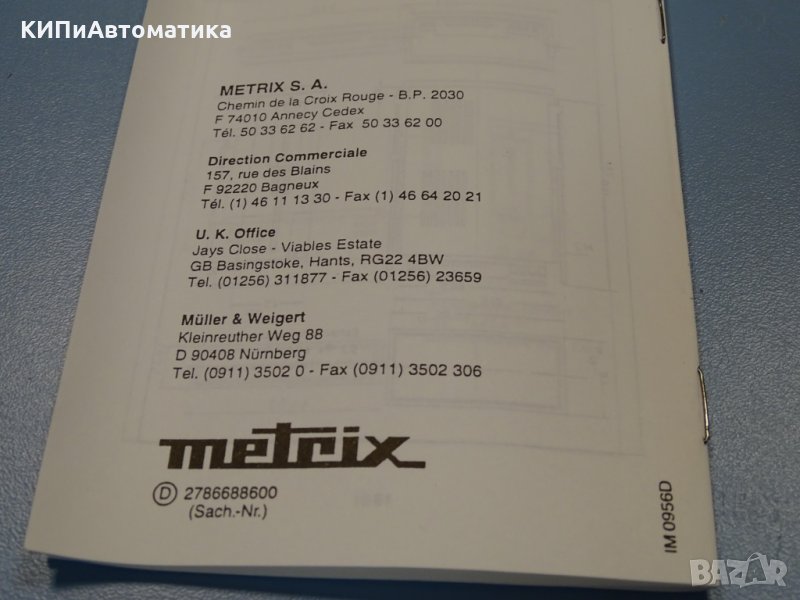 КИПиАвтоматика
METRIX S. A.
Chemin de la Croix Rouge - B.P. 2030
F 74010 Annecy Cedex
Tél. 50 33 62 62 - Fax 50 33 62 00
Direction Commerciale
157, rue des Blains
F 92220 Bagneux
Tél. (1) 46 11 13 30 - Fax (1) 46 64 20 21
U. K. Office
Jays Close - Viables Estate
GB Basingstoke, Hants, RG22 4BW
Tel. (01256) 311877 - Fax (01256) 23659
Müller & Weigert
Kleinreuther Weg 88
D 90408 Nürnberg
Tel. (0911) 3502 0 - Fax (0911) 3502 306
metrix
D 2786688600
(Sach.-Nr.)
IM 0956D
BAZAR